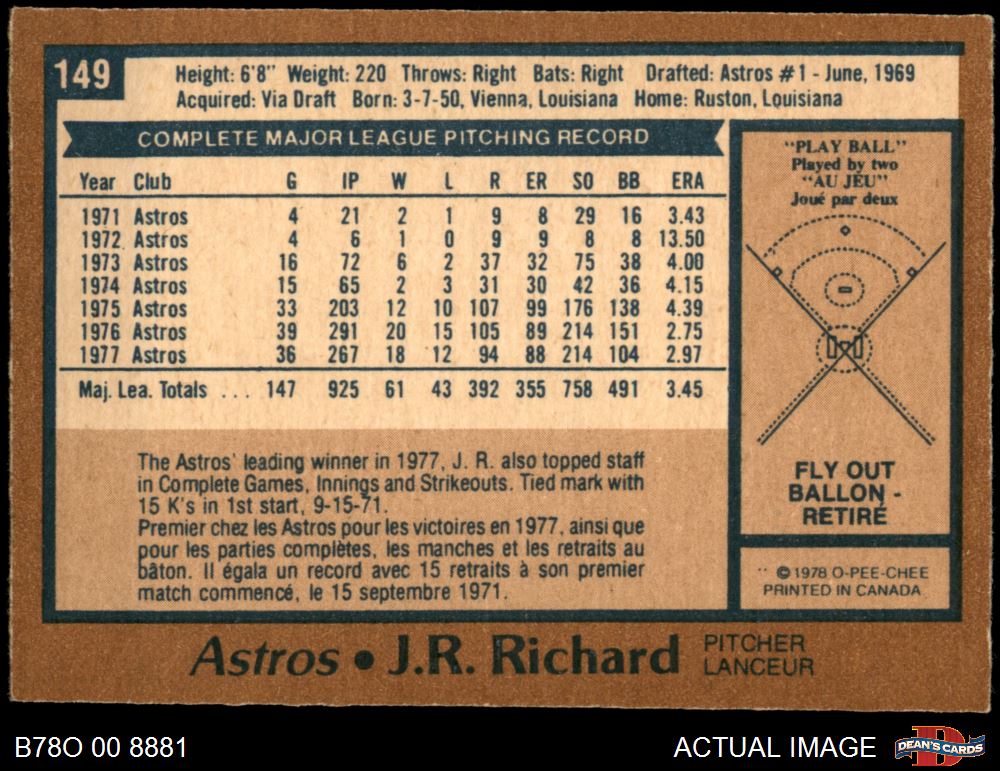 149
Height: 6'8" Weight: 220 Throws: Right Bats: Right Drafted: Astros #1 - June, 1969
Acquired: Via Draft Born: 3-7-50, Vienna, Louisiana Home: Ruston, Louisiana
COMPLETE MAJOR LEAGUE PITCHING RECORD
Year Club G IP W L R ER SO BB ERA
1971 Astros 4 21 2 1 9 8 29 16 3.43
1972 Astros 4 6 1 0 9 9 8 8 13.50
1973 Astros 16 72 6 2 37 32 75 38 4.00
1974 Astros 15 65 2 3 31 30 42 36 4.15
1975 Astros 33 203 12 10 107 99 176 138 4.39
1976 Astros 39 291 20 15 105 89 214 151 2.75
1977 Astros 36 267 18 12 94 88 214 104 2.97
Maj. Lea. Totals ... 147 925 61 43 392 355 758 491 3.45
The Astros' leading winner in 1977, J. R. also topped staff
in Complete Games, Innings and Strikeouts. Tied mark with
15 K's in 1st start, 9-15-71.
Premier chez les Astros pour les victoires en 1977, ainsi que
pour les parties complètes, les manches et les retraits au
bâton. Il égala un record avec 15 retraits à son premier
match commencé, le 15 septembre 1971.
"PLAY BALL"
Played by two
"AU JEU"
Joué par deux
FLY OUT
BALLON -
RETIRÉ
** © 1978 O-PEE-CHEE
PRINTED IN CANADA
Astros • J.R. Richard PITCHER
LANCEUR
B78O 00 8881
ACTUAL IMAGE
D
DEAN'S CARDS